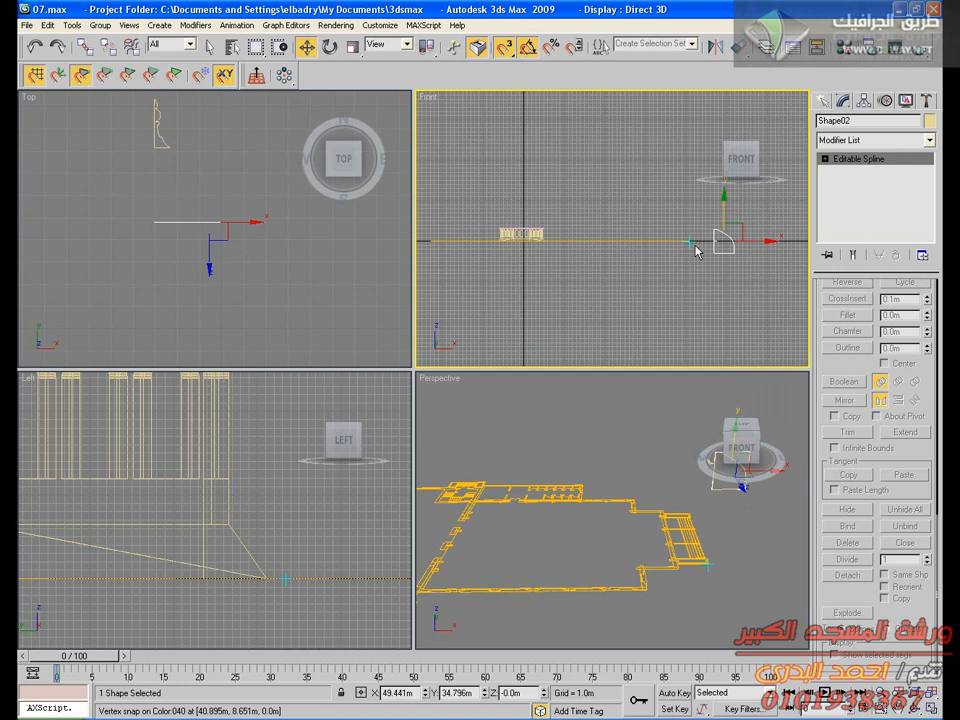 07.max - Project Folder: C:\Documents and Settings\elbadry\My Documents\3dsmax - Autodesk 3ds Max 2009 - Display : Direct 3D
طريق الجرافيك
File Edit Tools Group Views Create Modifiers Animation Graph Editors Rendering Customize MAXScript Help
All View Create Selection Set
XY
Top
TOP
Front
FRONT
Shape02
Modifier List
Editable Spline
Reverse Cycle
CrossInsert 0.1m
Fillet 0.0m
Chamfer 0.0m
Outline 0.0m
Center
Boolean
Mirror
Copy About Pivot
Trim Extend
Infinite Bounds
Tangent
Copy Paste
Paste Length
Hide Unhide All
Bind Unbind
Delete Close
Divide 1
Detach Same Shp
Reorient
Copy
Explode
Left
LEFT
Perspective
FRONT
ورشة المسجد الكبير
احمد البدرى
0101938367
0 / 100
0 5 10 15 20 25 30 35 40 45 50 55 60 65 70 75 80 85 90 95 100
1 Shape Selected X: 49.441m Y: 34.796m Z: -0.0m Grid = 1.0m Auto Key Selected
AXScript. Vertex snap on Color:040 at [40.895m, 8.651m, 0.0m] Add Time Tag Set Key Key Filters...